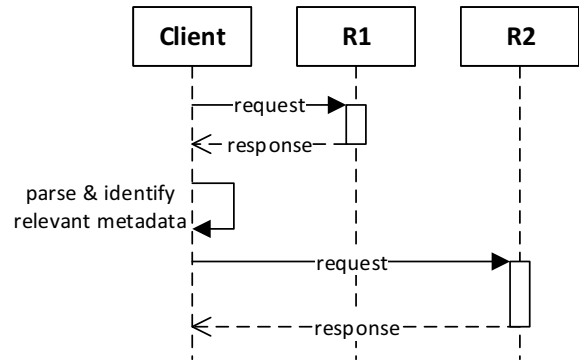 Client
R1
R2
request
response
parse & identify
relevant metadata
request
response